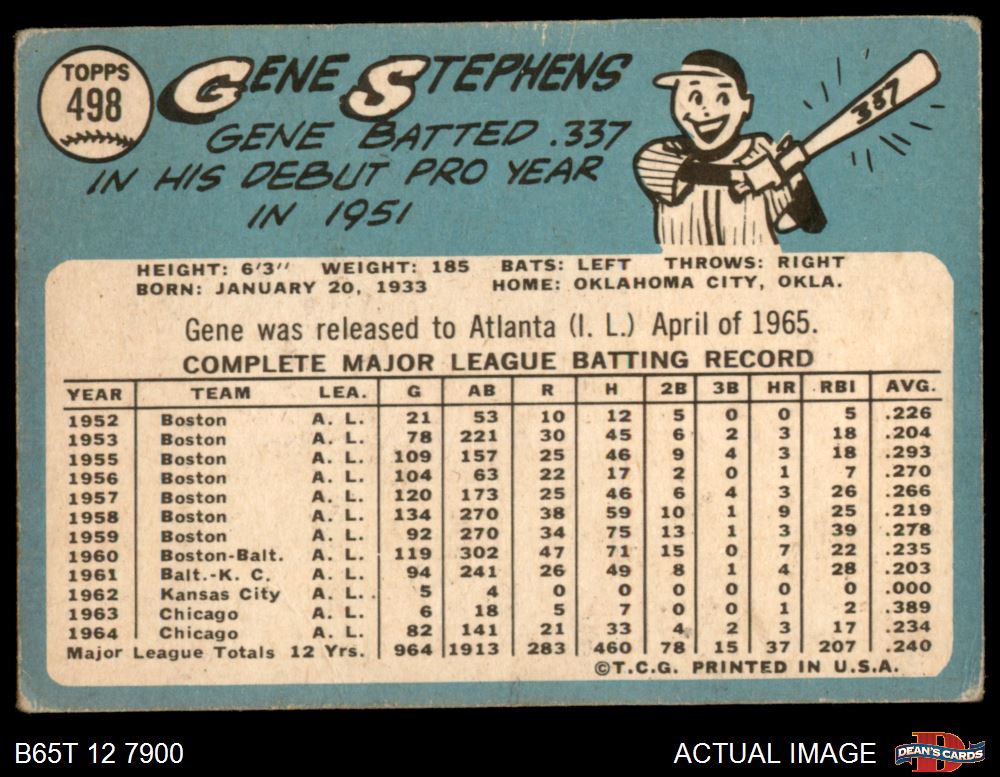 TOPPS
498
GENE STEPHENS
GENE BATTED .337
IN HIS DEBUT PRO YEAR
IN 1951
337
HEIGHT: 6'3" WEIGHT: 185 BATS: LEFT THROWS: RIGHT
BORN: JANUARY 20, 1933 HOME: OKLAHOMA CITY, OKLA.
Gene was released to Atlanta (I. L.) April of 1965.
COMPLETE MAJOR LEAGUE BATTING RECORD
YEAR TEAM LEA. G AB R H 2B 3B HR RBI AVG.
1952 Boston A. L. 21 53 10 12 5 0 0 5 .226
1953 Boston A. L. 78 221 30 45 6 2 3 18 .204
1955 Boston A. L. 109 157 25 46 9 4 3 18 .293
1956 Boston A. L. 104 63 22 17 2 0 1 7 .270
1957 Boston A. L. 120 173 25 46 6 4 3 26 .266
1958 Boston A. L. 134 270 38 59 10 1 9 25 .219
1959 Boston A. L. 92 270 34 75 13 1 3 39 .278
1960 Boston-Balt. A. L. 119 302 47 71 15 0 7 22 .235
1961 Balt.-K. C. A. L. 94 241 26 49 8 1 4 28 .203
1962 Kansas City A. L. 5 4 0 0 0 0 0 0 .000
1963 Chicago A. L. 6 18 5 7 0 0 1 2 .389
1964 Chicago A. L. 82 141 21 33 4 2 3 17 .234
Major League Totals 12 Yrs. 964 1913 283 460 78 15 37 207 .240
©T.C.G. PRINTED IN U.S.A.
B65T 12 7900
ACTUAL IMAGE
DEAN'S CARDS